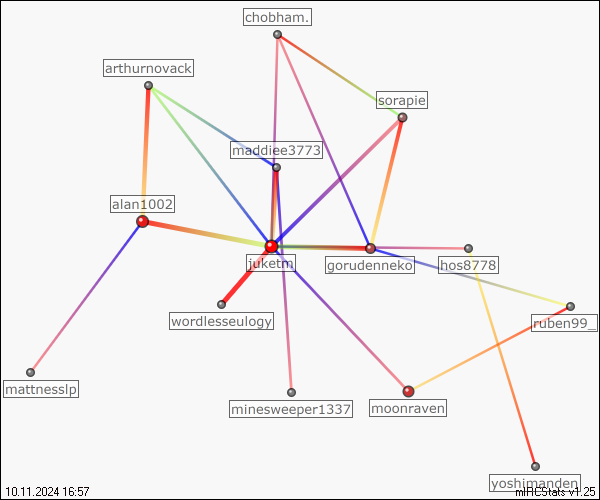 chobham.
arthurnovack
sorapie
maddiee3773
alan1002
juketm
gorudenneko
hos8778
wordlesseulogy
ruben99_
mattnesslp
minesweeper1337
moonraven
yoshimanden
10.11.2024 16:57
mIRCStats v1.25